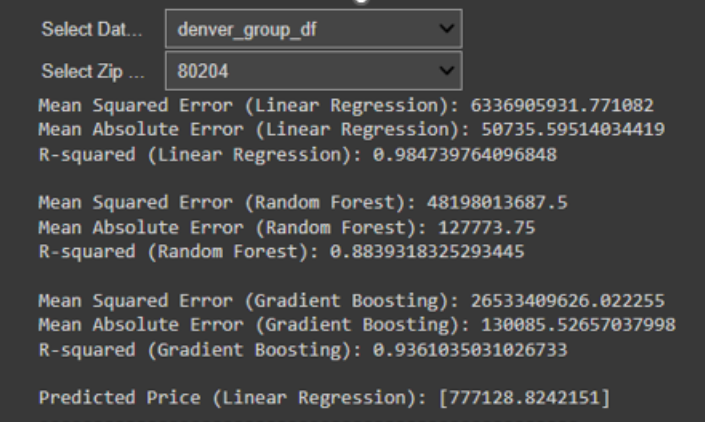 Select Dat...
denver_group_df
Select Zip ...
80204
Mean Squared Error (Linear Regression): 6336905931.771082
Mean Absolute Error (Linear Regression): 50735.59514034419
R-squared (Linear Regression): 0.984739764096848
Mean Squared Error (Random Forest): 48198013687.5
Mean Absolute Error (Random Forest): 127773.75
R-squared (Random Forest): 0.8839318325293445
Mean Squared Error (Gradient Boosting): 26533409626.022255
Mean Absolute Error (Gradient Boosting): 130085.52657037998
R-squared (Gradient Boosting): 0.9361035031026733
Predicted Price (Linear Regression): [777128.8242151]